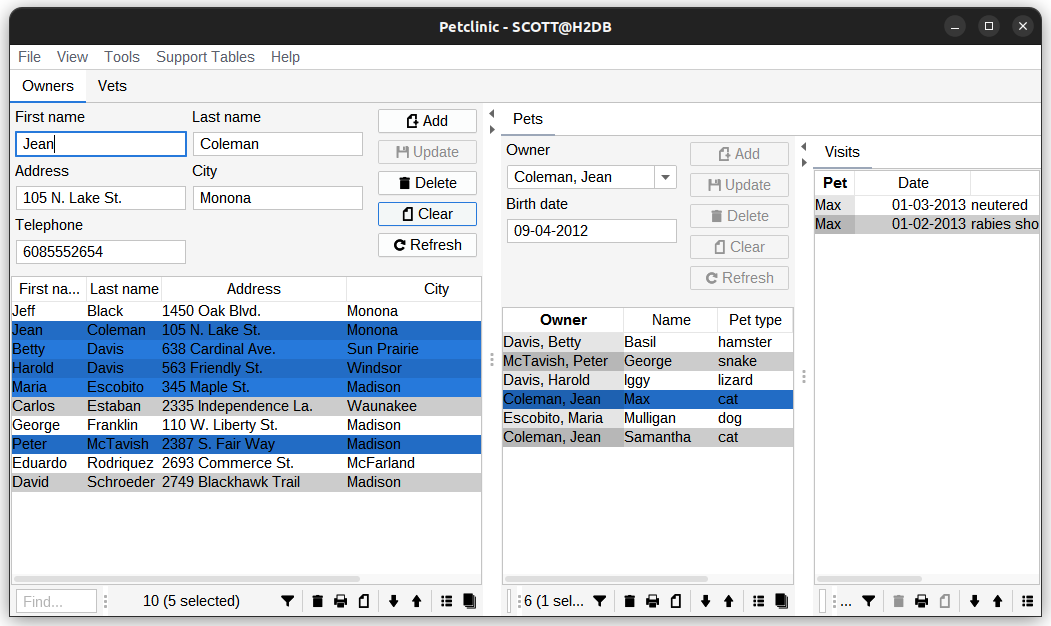 Petclinic - SCOTT@H2DB
File View Tools Support Tables Help
Owners Vets
First name Last name
Jean Coleman
Address City
105 N. Lake St. Monona
Telephone
6085552654
Add
Update
Delete
Clear
Refresh
First na... Last name Address City
Jeff Black 1450 Oak Blvd. Monona
Jean Coleman 105 N. Lake St. Monona
Betty Davis 638 Cardinal Ave. Sun Prairie
Harold Davis 563 Friendly St. Windsor
Maria Escobito 345 Maple St. Madison
Carlos Estaban 2335 Independence La. Waunakee
George Franklin 110 W. Liberty St. Madison
Peter McTavish 2387 S. Fair Way Madison
Eduardo Rodriquez 2693 Commerce St. McFarland
David Schroeder 2749 Blackhawk Trail Madison
Find... 10 (5 selected)
Pets
Owner
Coleman, Jean
Birth date
09-04-2012
Add
Update
Delete
Clear
Refresh
Owner Name Pet type
Davis, Betty Basil hamster
McTavish, Peter George snake
Davis, Harold Iggy lizard
Coleman, Jean Max cat
Escobito, Maria Mulligan dog
Coleman, Jean Samantha cat
6 (1 sel...
Visits
Pet Date
Max 01-03-2013 neutered
Max 01-02-2013 rabies sho
...